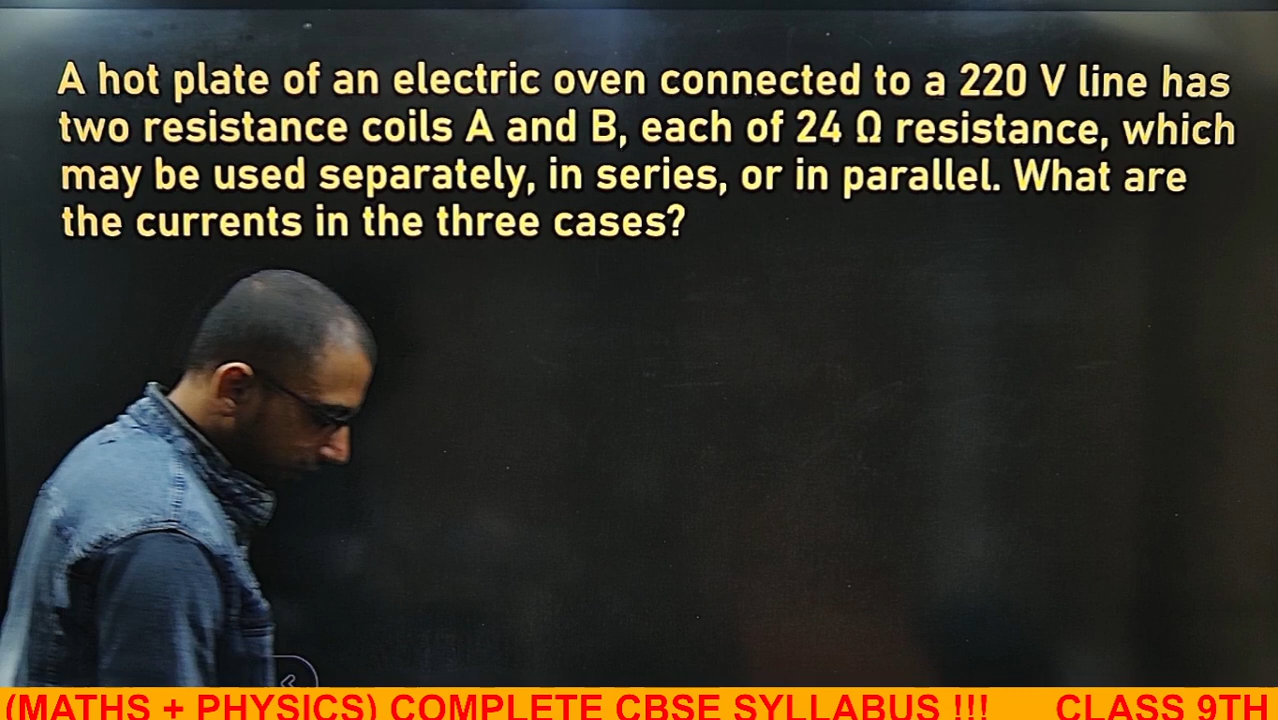 A hot plate of an electric oven connected to a 220 V line has
two resistance coils A and B, each of 24 Ω resistance, which
may be used separately, in series, or in parallel. What are
the currents in the three cases?
(MATHS + PHYSICS) COMPLETE CBSE SYLLABUS !!! CLASS 9TH